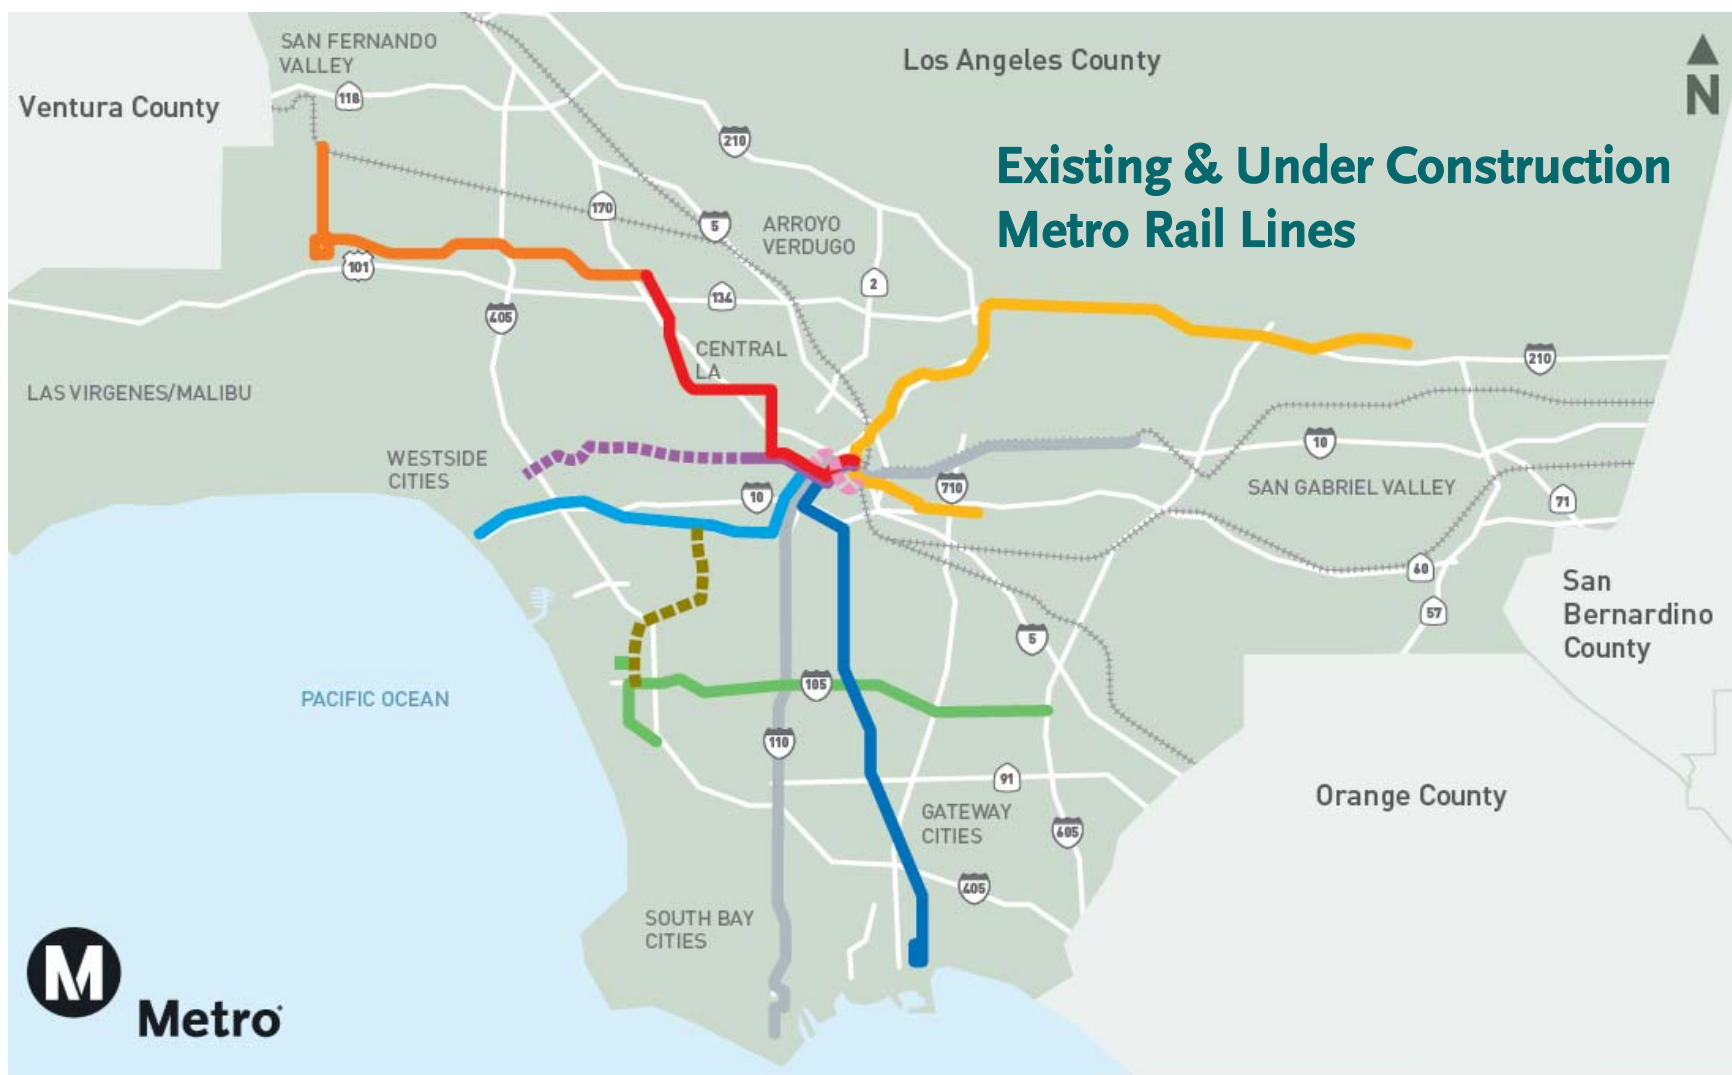 SAN FERNANDO
VALLEY
Los Angeles County
N
Ventura County
118
210
Existing & Under Construction
Metro Rail Lines
170
5
ARROYO
VERDUGO
101
2
134
405
CENTRAL
LA
210
LAS VIRGENES/MALIBU
10
WESTSIDE
CITIES
10
710
SAN GABRIEL VALLEY
71
60
San
Bernardino
County
57
5
105
PACIFIC OCEAN
110
91
Orange County
GATEWAY
CITIES
605
405
SOUTH BAY
CITIES
M
Metro